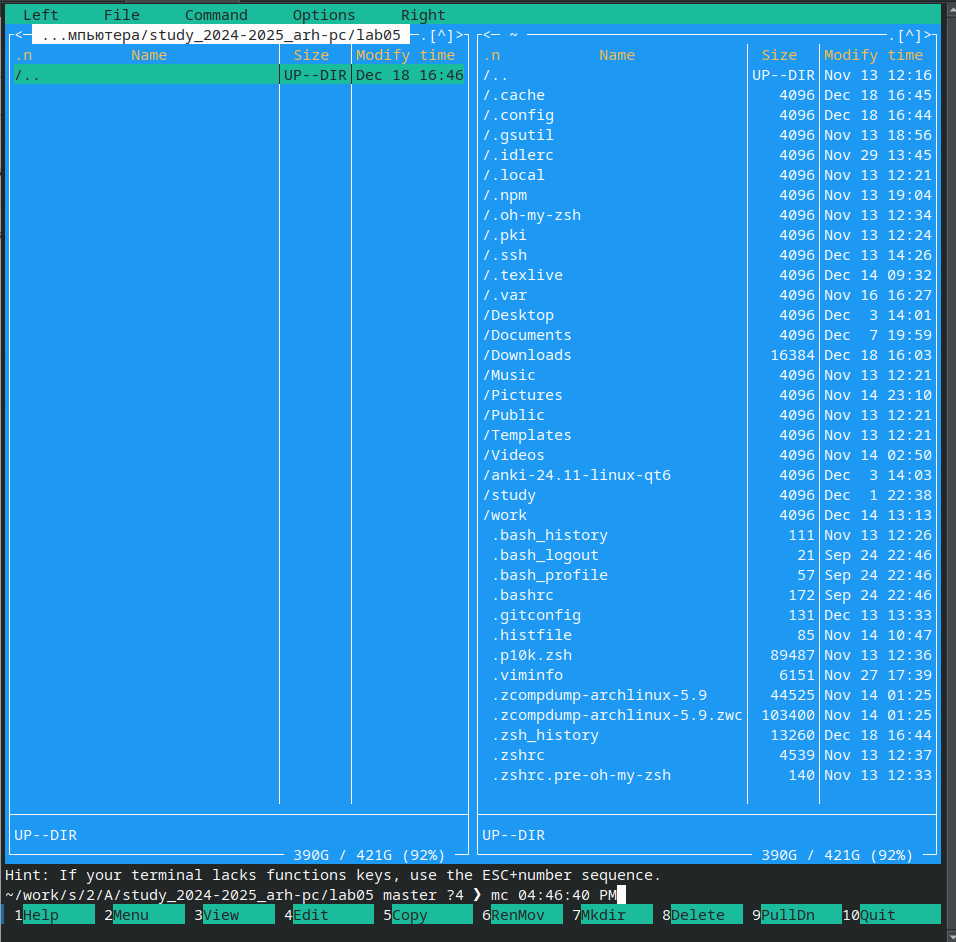 Left File Command Options Right
<─ ...мпьютера/study_2024-2025_arh-pc/lab05 ─.[^]>
.n Name Size Modify time
/.. UP--DIR Dec 18 16:46
UP--DIR
390G / 421G (92%)
<─ ~ ─.[^]>
.n Name Size Modify time
/.. UP--DIR Nov 13 12:16
/.cache 4096 Dec 18 16:45
/.config 4096 Dec 18 16:44
/.gsutil 4096 Nov 13 18:56
/.idlerc 4096 Nov 29 13:45
/.local 4096 Nov 13 12:21
/.npm 4096 Nov 13 19:04
/.oh-my-zsh 4096 Nov 13 12:34
/.pki 4096 Nov 13 12:24
/.ssh 4096 Dec 13 14:26
/.texlive 4096 Dec 14 09:32
/.var 4096 Nov 16 16:27
/Desktop 4096 Dec 3 14:01
/Documents 4096 Dec 7 19:59
/Downloads 16384 Dec 18 16:03
/Music 4096 Nov 13 12:21
/Pictures 4096 Nov 14 23:10
/Public 4096 Nov 13 12:21
/Templates 4096 Nov 13 12:21
/Videos 4096 Nov 14 02:50
/anki-24.11-linux-qt6 4096 Dec 3 14:03
/study 4096 Dec 1 22:38
/work 4096 Dec 14 13:13
.bash_history 111 Nov 13 12:26
.bash_logout 21 Sep 24 22:46
.bash_profile 57 Sep 24 22:46
.bashrc 172 Sep 24 22:46
.gitconfig 131 Dec 13 13:33
.histfile 85 Nov 14 10:47
.p10k.zsh 89487 Nov 13 12:36
.viminfo 6151 Nov 27 17:39
.zcompdump-archlinux-5.9 44525 Nov 14 01:25
.zcompdump-archlinux-5.9.zwc 103400 Nov 14 01:25
.zsh_history 13260 Dec 18 16:44
.zshrc 4539 Nov 13 12:37
.zshrc.pre-oh-my-zsh 140 Nov 13 12:33
UP--DIR
390G / 421G (92%)
Hint: If your terminal lacks functions keys, use the ESC+number sequence.
~/work/s/2/A/study_2024-2025_arh-pc/lab05 master ?4 ❯ mc 04:46:40 PM
1Help 2Menu 3View 4Edit 5Copy 6RenMov 7Mkdir 8Delete 9PullDn 10Quit